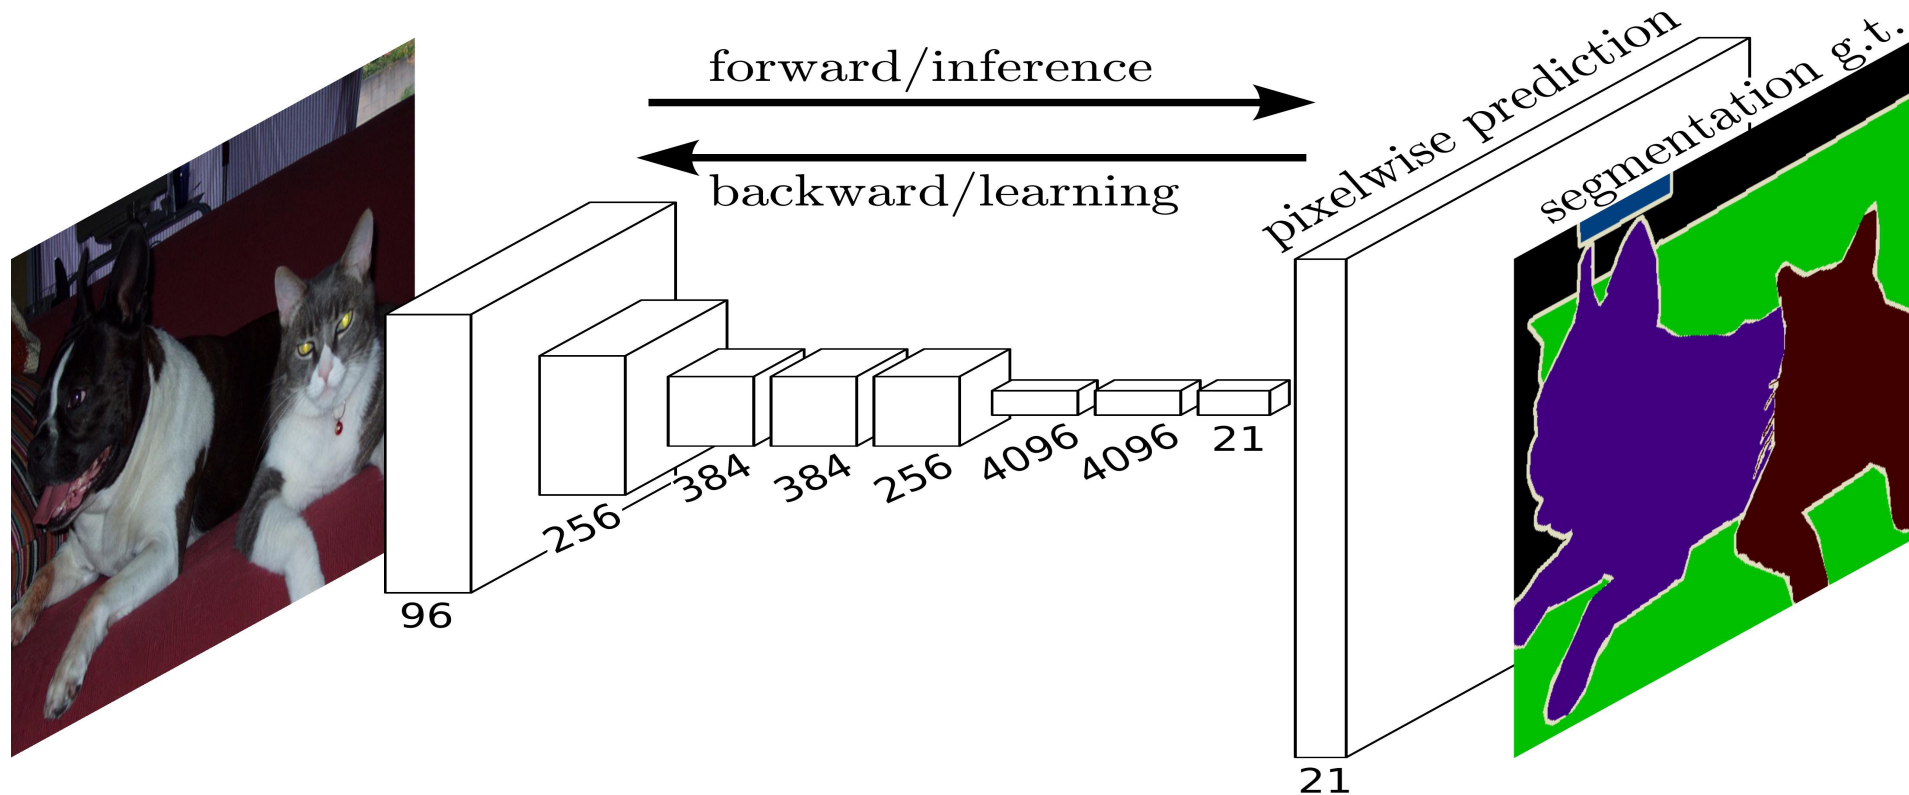 forward/inference
backward/learning
pixelwise prediction
segmentation g.t.
96
256
384
384
256
4096
4096
21
21